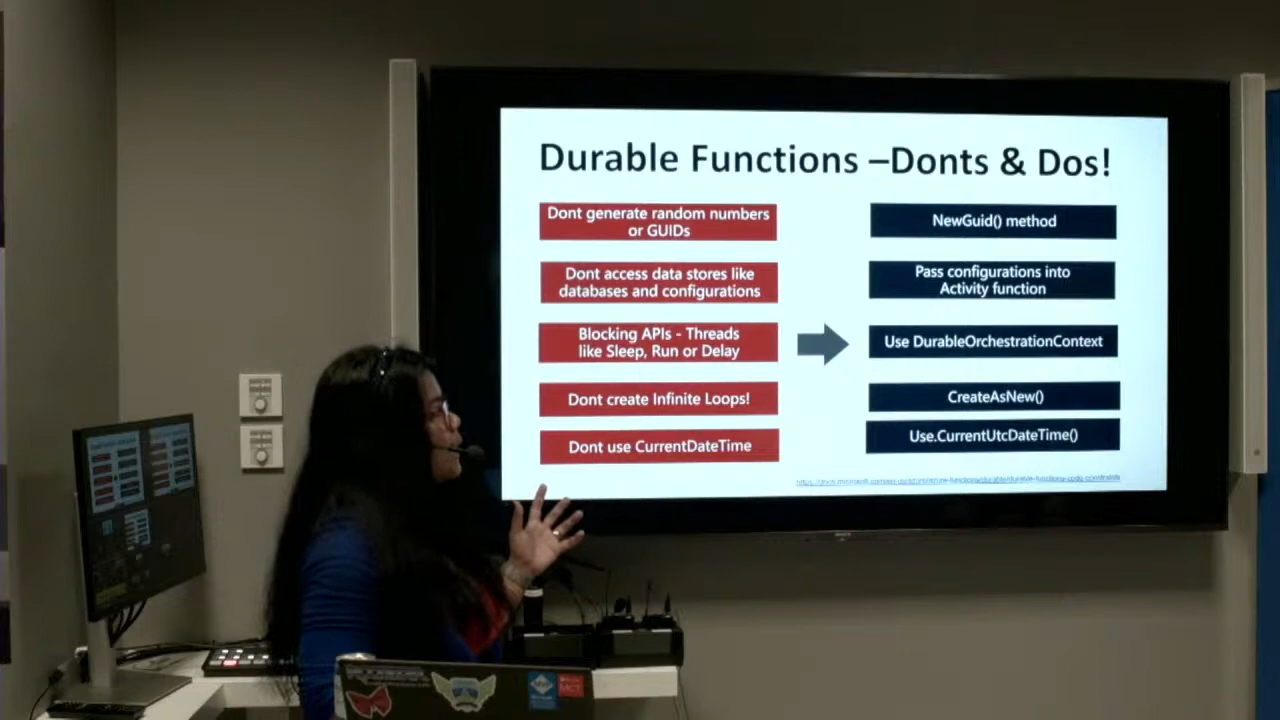 Durable Functions –Donts & Dos!
Dont generate random numbers
or GUIDs
NewGuid() method
Dont access data stores like
databases and configurations
Pass configurations into
Activity function
Blocking APIs - Threads
like Sleep, Run or Delay
Use DurableOrchestrationContext
Dont create Infinite Loops!
CreateAsNew()
Dont use CurrentDateTime
Use.CurrentUtcDateTime()
MCT